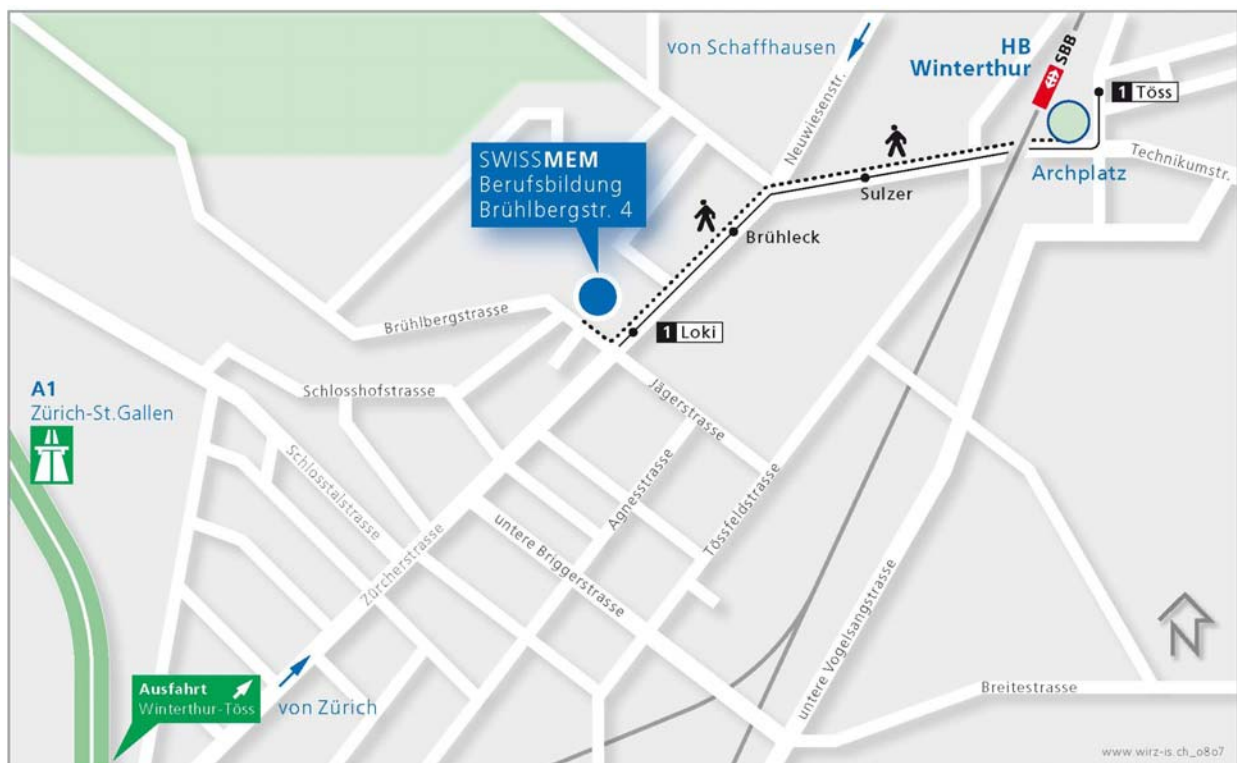 von Schaffhausen
HB
Winterthur
SBB
1 Töss
Neuwiesenstr.
Technikumstr.
Archplatz
SWISSMEM
Berufsbildung
Brühlbergstr. 4
Sulzer
Brühleck
Brühlbergstrasse
1 Loki
A1
Zürich-St.Gallen
Schlosshofstrasse
Jägerstrasse
Schlosstalstrasse
Agnesstrasse
Tössfeldstrasse
Zürcherstrasse
untere Briggerstrasse
untere Vogelsangstrasse
N
Ausfahrt
Winterthur-Töss
von Zürich
Breitestrasse
www.wirz-is.ch_0807